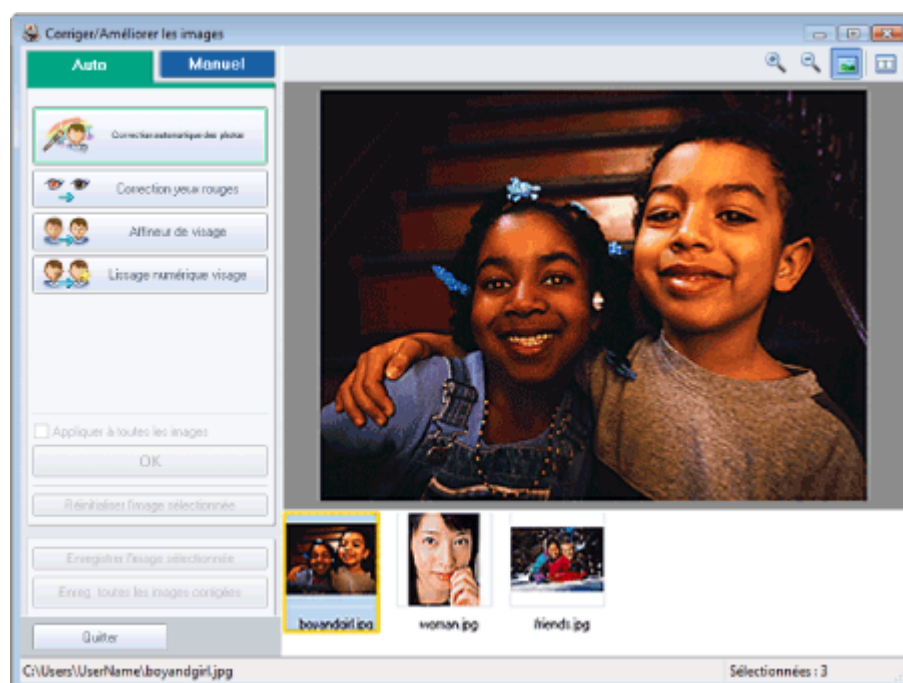 Corriger/Améliorer les images
Auto
Manuel
Correction automatique des photos
Correction yeux rouges
Affineur de visage
Lissage numérique visage
Appliquer à toutes les images
OK
Réinitialiser l'image sélectionnée
Enregistrer l'image sélectionnée
Enreg. toutes les images corrigées
Quitter
boyandgirl.jpg
woman.jpg
friends.jpg
C:\Users\UserName\boyandgirl.jpg
Sélectionnées : 3